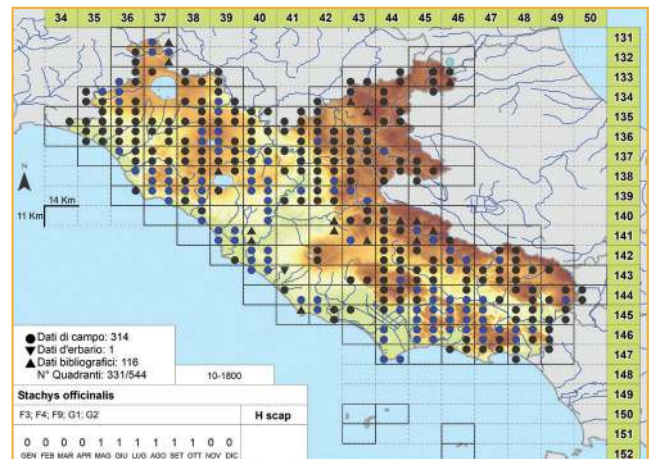 34 35 36 37 38 39 40 41 42 43 44 45 46 47 48 49 50
131
132
133
134
135
136
137
138
139
140
141
142
143
144
145
146
147
148
149
150
151
152
N
14 Km
11 Km
● Dati di campo: 314
▼ Dati d'erbario: 1
▲ Dati bibliografici: 116
N° Quadranti: 331/544
10-1800
Stachys officinalis
F3; F4; F9; G1; G2
H scap
0 0 0 0 1 1 1 1 1 1 0 0
GEN FEB MAR APR MAG GIU LUG AGO SET OTT NOV DIC